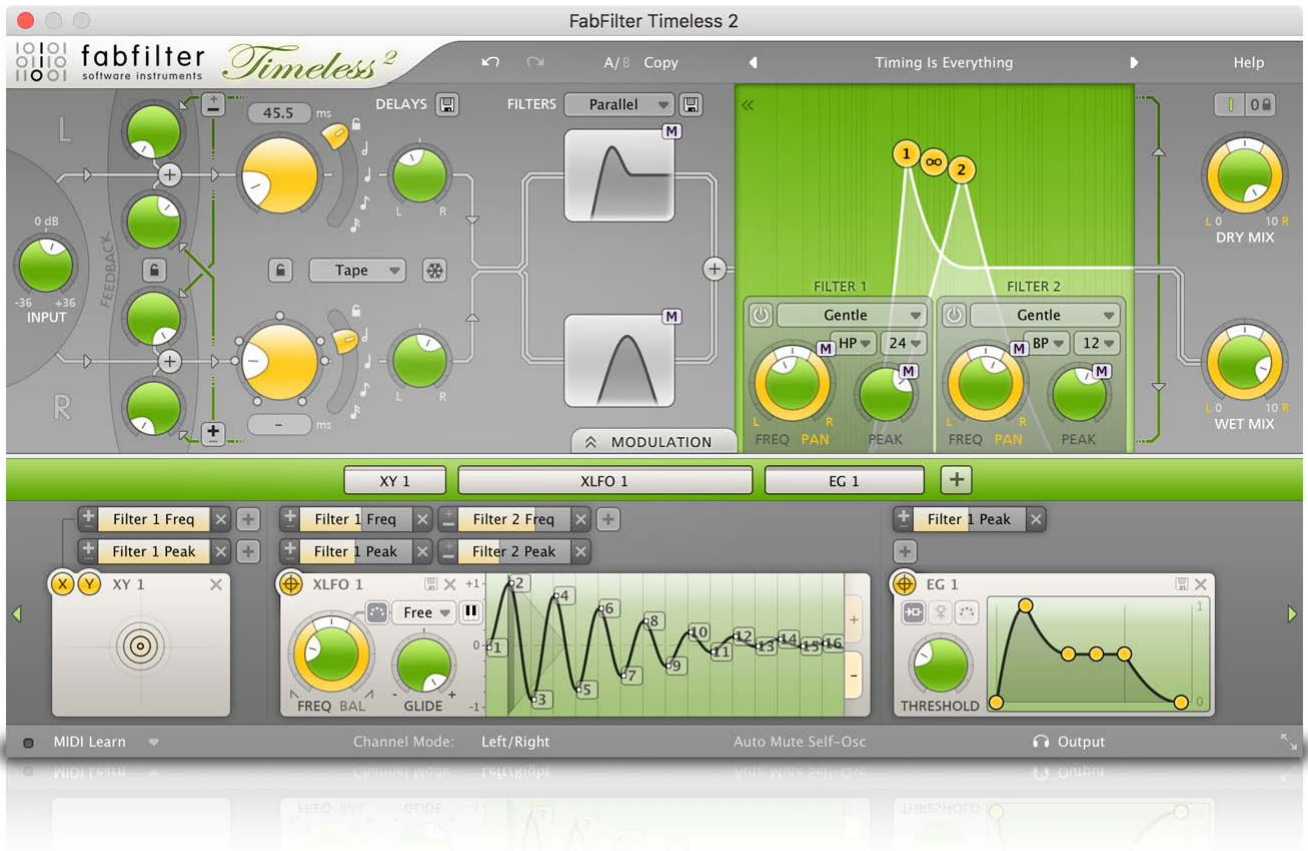 FabFilter Timeless 2
fabfilter
software instruments
Timeless 2
A/B Copy
Timing Is Everything
Help
L
45.5 ms
DELAYS
FILTERS Parallel
M
L R
1 ∞ 2
0
L 0 10 R
DRY MIX
0 dB
-36 +36
INPUT
FEEDBACK
Tape
M
FILTER 1
FILTER 2
Gentle
Gentle
M HP 24
M BP 12
M
M
L R
L R
FREQ PAN PEAK
FREQ PAN PEAK
R
- ms
L R
L 0 10 R
WET MIX
MODULATION
XY 1
XLFO 1
EG 1
+
Filter 1 Freq
Filter 1 Freq
Filter 2 Freq
Filter 1 Peak
Filter 1 Peak
Filter 1 Peak
Filter 2 Peak
X Y XY 1
XLFO 1
Free
FREQ BAL
- +
GLIDE
+1
0
-1
1 2 3 4 5 6 7 8 9 10 11 12 13 14 15 16
+
-
EG 1
THRESHOLD
1
0
MIDI Learn
Channel Mode: Left/Right
Auto Mute Self-Osc
Output